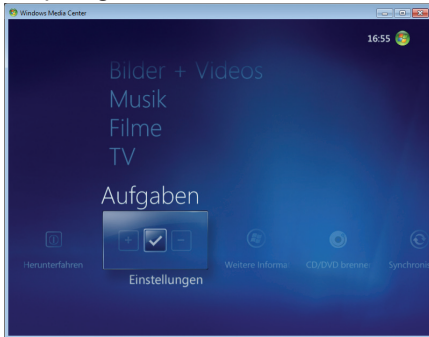 Windows Media Center
16:55
Bilder + Videos
Musik
Filme
TV
Aufgaben
Herunterfahren
Einstellungen
Weitere Informa
CD/DVD brenne
Synchroni